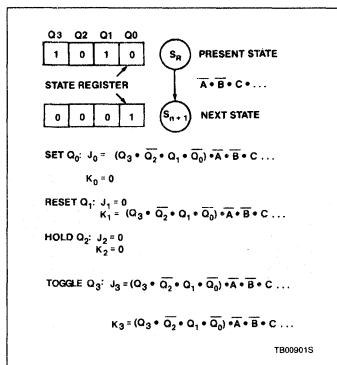 Q3 Q2 Q1 Q0
1 0 1 0
S_R PRESENT STATE
STATE REGISTER
A̅ • B̅ • C • . . .
0 0 0 1
S_{n+1} NEXT STATE
SET Q₀: J₀ = (Q₃ • Q̅₂ • Q₁ • Q̅₀) • A̅ • B̅ • C . . .
K₀ = 0
RESET Q₁: J₁ = 0
K₁ = (Q₃ • Q̅₂ • Q₁ • Q̅₀) • A̅ • B̅ • C . . .
HOLD Q₂: J₂ = 0
K₂ = 0
TOGGLE Q₃: J₃ = (Q₃ • Q̅₂ • Q₁ • Q̅₀) • A̅ • B̅ • C . . .
K₃ = (Q₃ • Q̅₂ • Q₁ • Q̅₀) • A̅ • B̅ • C . . .
TB00901S